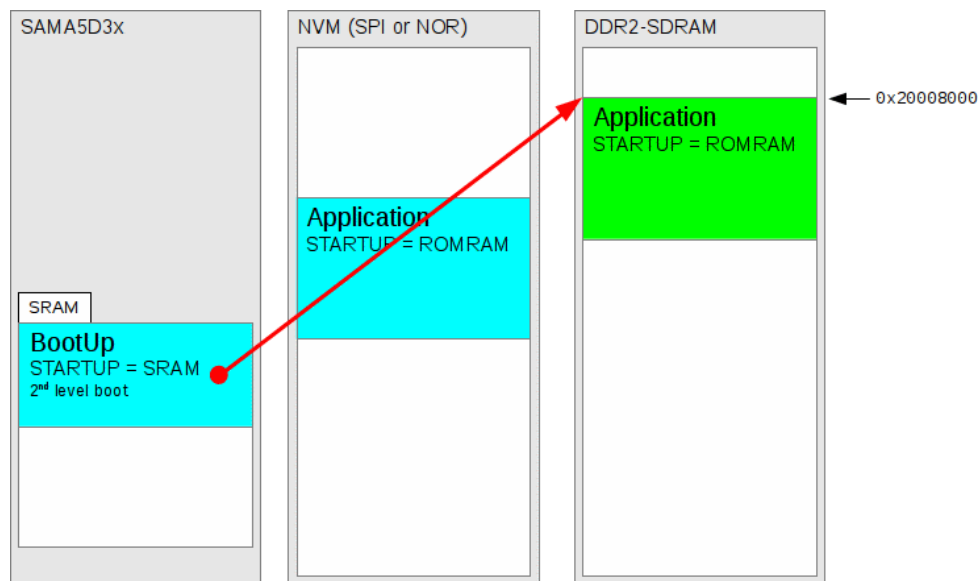 SAMA5D3x
NVM (SPI or NOR)
DDR2-SDRAM
0x20008000
Application
STARTUP = ROMRAM
Application
STARTUP = ROMRAM
SRAM
BootUp
STARTUP = SRAM
2nd level boot